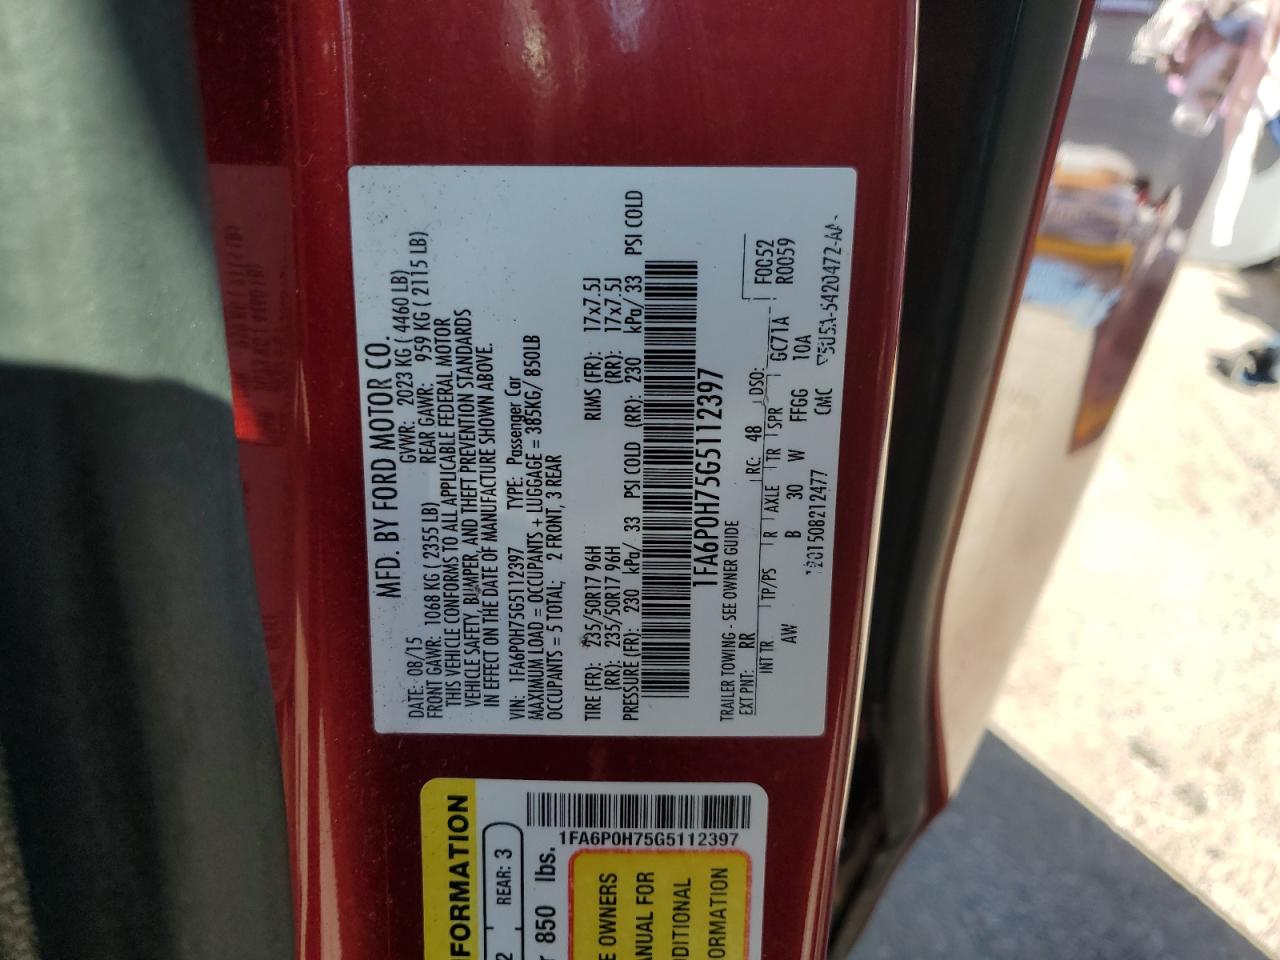 MFD. BY FORD MOTOR CO.
DATE: 08/15 GVWR: 2023 KG ( 4460 LB)
FRONT GAWR: 1068 KG ( 2355 LB) REAR GAWR: 959 KG ( 2115 LB)
THIS VEHICLE CONFORMS TO ALL APPLICABLE FEDERAL MOTOR
VEHICLE SAFETY, BUMPER, AND THEFT PREVENTION STANDARDS
IN EFFECT ON THE DATE OF MANUFACTURE SHOWN ABOVE.
VIN: 1FA6P0H75G5112397 TYPE: Passenger Car
MAXIMUM LOAD = OCCUPANTS + LUGGAGE = 385KG/ 850LB
OCCUPANTS = 5 TOTAL; 2 FRONT, 3 REAR
TIRE (FR): 235/50R17 96H RIMS (FR): 17x7.5J
(RR): 235/50R17 96H (RR): 17x7.5J
PRESSURE (FR): 230 kPa/ 33 PSI COLD (RR): 230 kPa/ 33 PSI COLD
1FA6P0H75G5112397
TRAILER TOWING - SEE OWNER GUIDE
EXT PNT: RR RC: 48 DSO: F0052
R0059
INT TR TP/PS R AXLE TR SPR GC71A
AW B 30 W FFGG 10A
CMC
FORMATION
REAR: 3
850 lbs.
1FA6P0H75G5112397
OWNERS
FOR